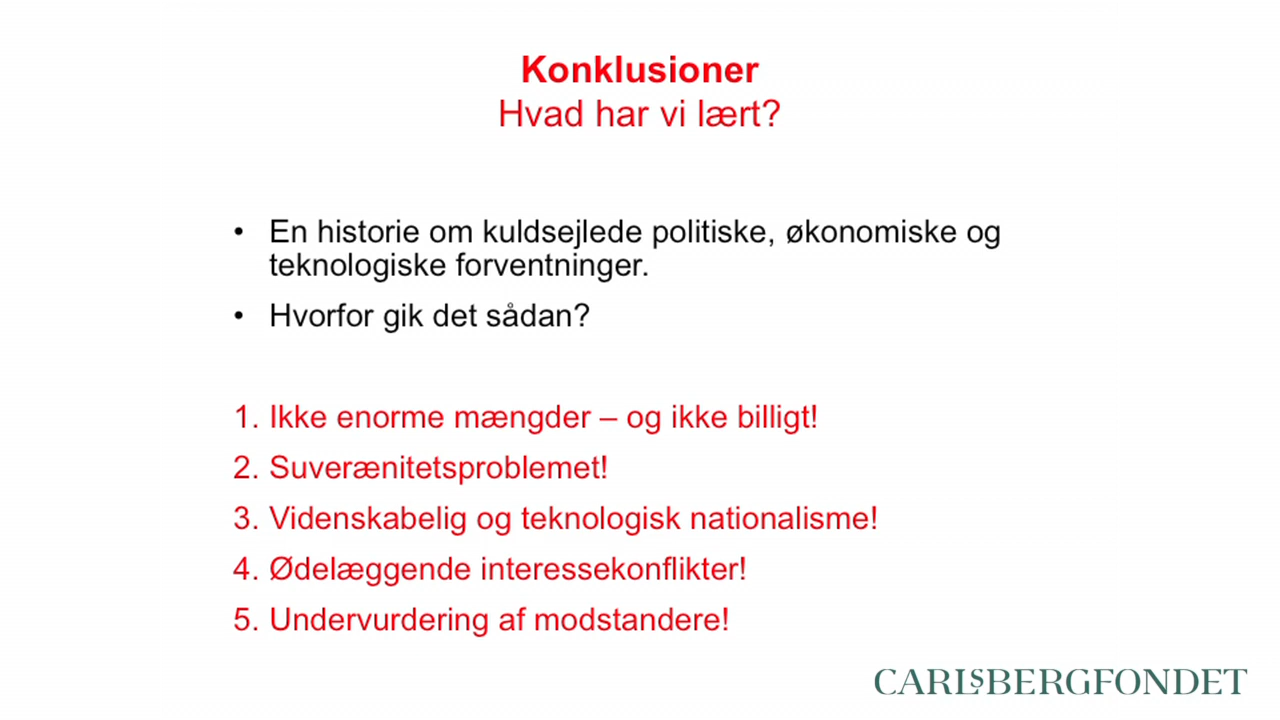 Konklusioner
Hvad har vi lært?
• En historie om kuldsejlede politiske, økonomiske og
teknologiske forventninger.
• Hvorfor gik det sådan?
1. Ikke enorme mængder – og ikke billigt!
2. Suverænitetsproblemet!
3. Videnskabelig og teknologisk nationalisme!
4. Ødelæggende interessekonflikter!
5. Undervurdering af modstandere!
CARLSBERGFONDET